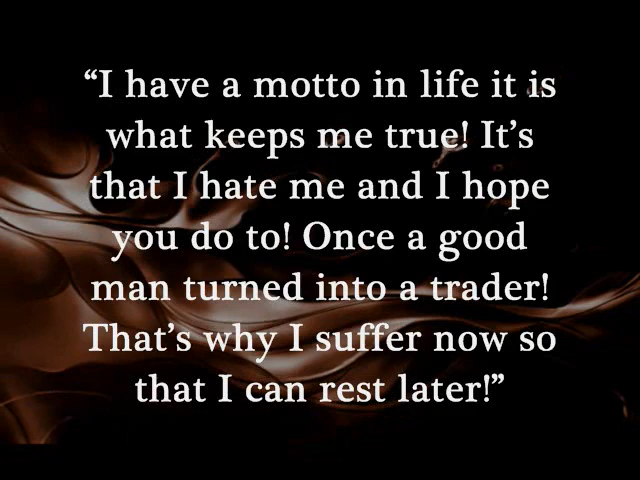 “I have a motto in life it is
what keeps me true! It’s
that I hate me and I hope
you do to! Once a good
man turned into a trader!
That’s why I suffer now so
that I can rest later!”